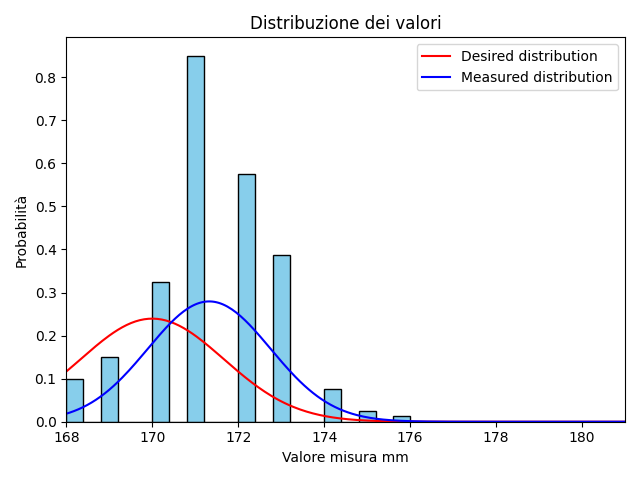 Distribuzione dei valori
Desired distribution
Measured distribution
Probabilità
0.8
0.7
0.6
0.5
0.4
0.3
0.2
0.1
0.0
168 170 172 174 176 178 180
Valore misura mm